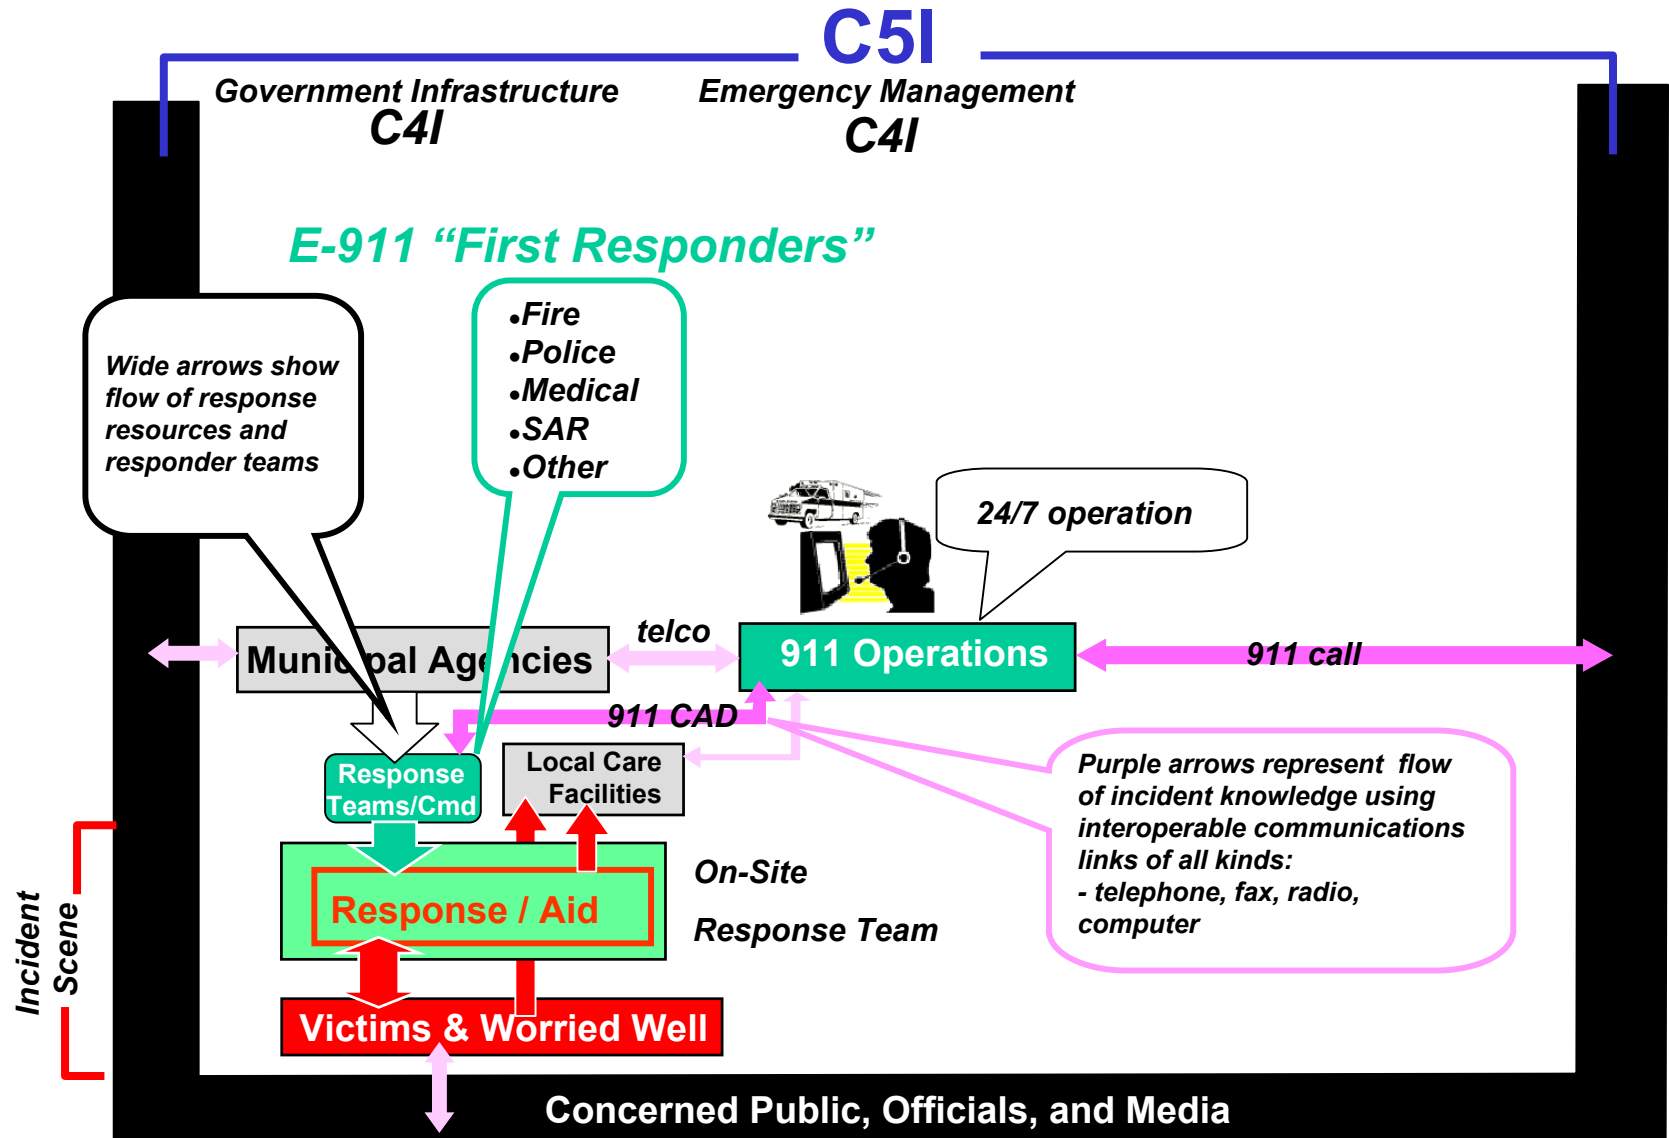 C5I
Government Infrastructure
C4I
Emergency Management
C4I
E-911 “First Responders”
Wide arrows show
flow of response
resources and
responder teams
•Fire
•Police
•Medical
•SAR
•Other
24/7 operation
Municipal Agencies
telco
911 Operations
911 call
911 CAD
Response
Teams/Cmd
Local Care
Facilities
Purple arrows represent flow
of incident knowledge using
interoperable communications
links of all kinds:
- telephone, fax, radio,
computer
Incident
Scene
Response / Aid
On-Site
Response Team
Victims & Worried Well
Concerned Public, Officials, and Media